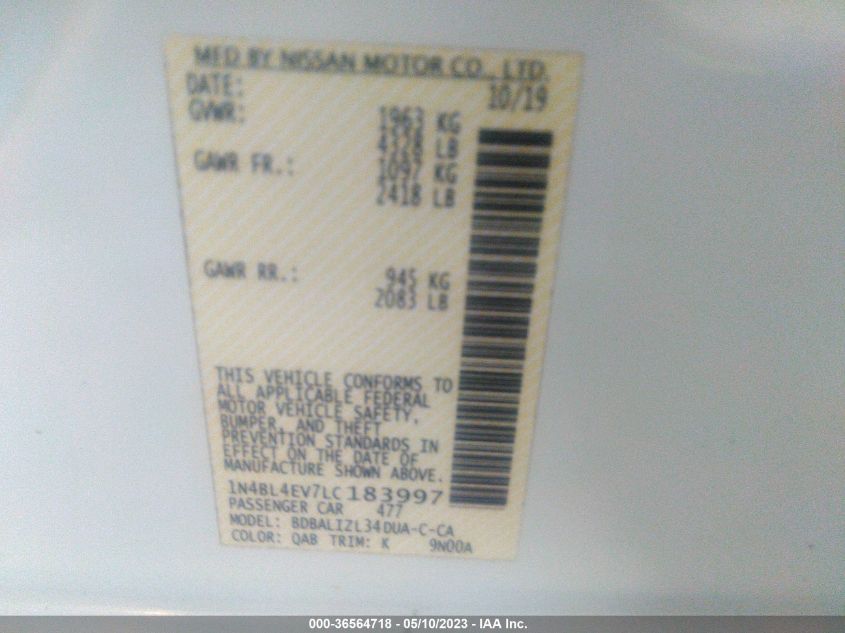 MFD BY NISSAN MOTOR CO., LTD.
DATE: 10/19
GVWR: 1963 KG
4328 LB
GAWR FR.: 1097 KG
2418 LB
GAWR RR.: 945 KG
2083 LB
THIS VEHICLE CONFORMS TO
ALL APPLICABLE FEDERAL
MOTOR VEHICLE SAFETY,
BUMPER, AND THEFT
PREVENTION STANDARDS IN
EFFECT ON THE DATE OF
MANUFACTURE SHOWN ABOVE.
1N4BL4EV7LC183997
PASSENGER CAR 477
MODEL: BDBALIZL34DUA-C-CA
COLOR: QAB TRIM: K 9N00A
000-36564718 — 05/10/2023 — IAA Inc.